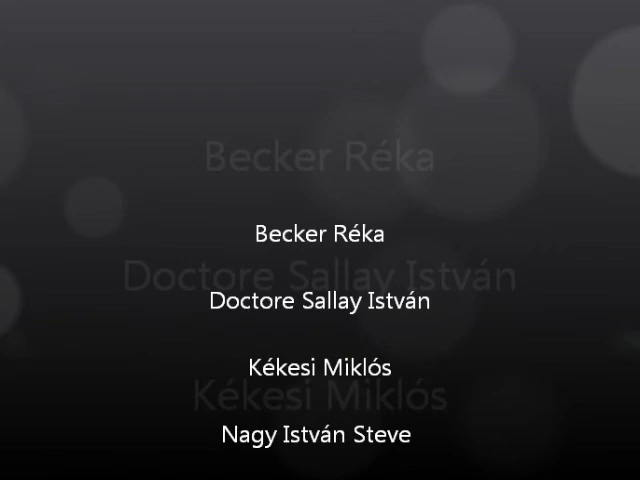 Becker Réka
Becker Réka
Doctore Sallay István
Doctore Sallay István
Kékesi Miklós
Kékesi Miklós
Nagy István Steve